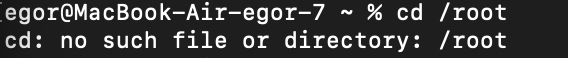 egor@MacBook-Air-egor-7 ~ % cd /root
cd: no such file or directory: /root